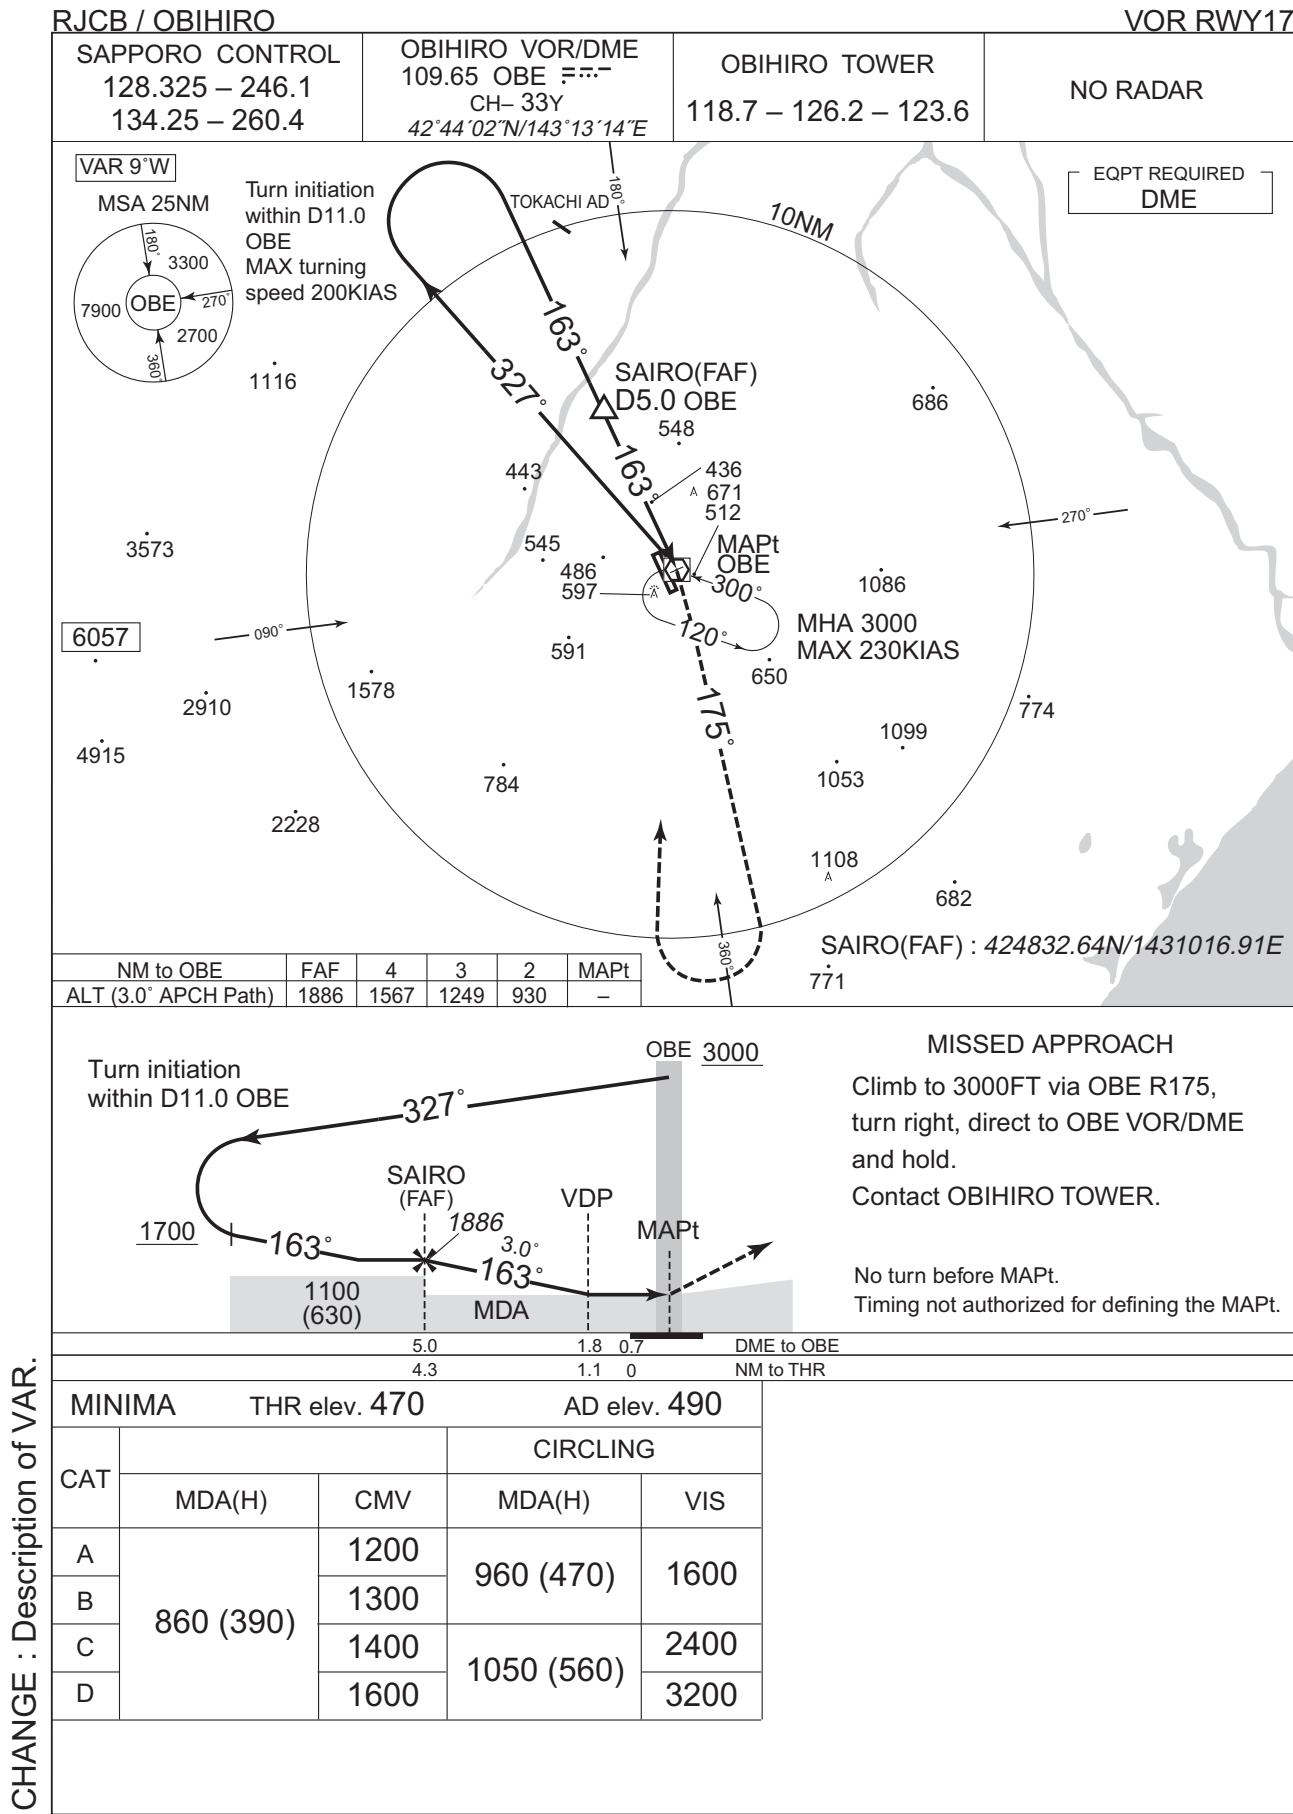 RJCB / OBIHIRO
VOR RWY17
SAPPORO CONTROL
128.325 – 246.1
134.25 – 260.4
OBIHIRO VOR/DME
109.65 OBE
CH– 33Y
42˚44´02˝N/143˚13´14˝E
OBIHIRO TOWER
118.7 – 126.2 – 123.6
NO RADAR
VAR 9˚W
MSA 25NM
180˚
3300
7900
OBE
270˚
2700
360˚
Turn initiation
within D11.0
OBE
MAX turning
speed 200KIAS
TOKACHI AD
180˚
10NM
EQPT REQUIRED
DME
163˚
327˚
SAIRO(FAF)
D5.0 OBE
548
163˚
1116
686
443
436
671
512
3573
545
486
597
MAPt
OBE
300˚
270˚
1086
6057
090˚
120˚
MHA 3000
MAX 230KIAS
591
650
1578
2910
175˚
774
4915
1099
784
1053
2228
1108
682
360˚
SAIRO(FAF) : 424832.64N/1431016.91E
771
NM to OBE FAF 4 3 2 MAPt
ALT (3.0˚ APCH Path) 1886 1567 1249 930 –
Turn initiation
within D11.0 OBE
OBE 3000
327˚
SAIRO
(FAF)
1886
VDP
MAPt
1700
163˚
3.0˚
163˚
1100
(630)
MDA
MISSED APPROACH
Climb to 3000FT via OBE R175,
turn right, direct to OBE VOR/DME
and hold.
Contact OBIHIRO TOWER.
No turn before MAPt.
Timing not authorized for defining the MAPt.
5.0 1.8 0.7 DME to OBE
4.3 1.1 0 NM to THR
MINIMA THR elev. 470 AD elev. 490
CAT
CIRCLING
MDA(H) CMV MDA(H) VIS
A 1200
B 1300
C 1400
D 1600
860 (390)
960 (470) 1600
1050 (560) 2400
3200
CHANGE : Description of VAR.